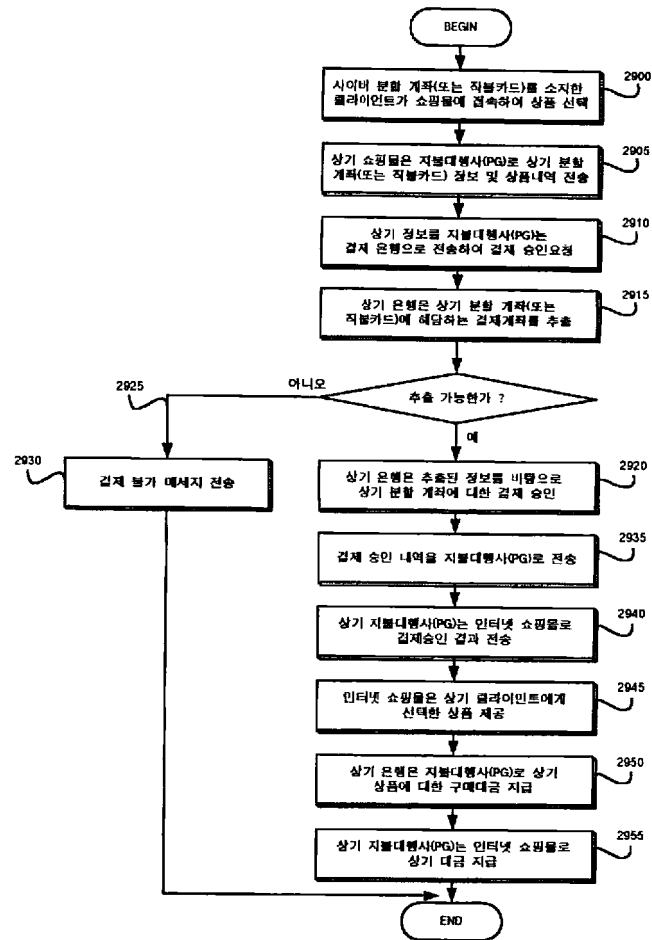 BEGIN
2900
사이버 분할 계좌(또는 직불카드)를 소지한
클라이언트가 쇼핑몰에 접속하여 상품 선택
2905
상기 쇼핑몰은 지불대행사(PG)로 상기 분할
계좌(또는 직불카드) 정보 및 상품내역 전송
2910
상기 정보를 지불대행사(PG)는
결제 은행으로 전송하여 결제 승인요청
2915
상기 은행은 상기 분할 계좌(또는
직불카드)에 해당하는 결제계좌를 추출
2925
아니오
추출 가능한가 ?
예
2930
결제 불가 메세지 전송
2920
상기 은행은 추출된 정보를 바탕으로
상기 분할 계좌에 대한 결제 승인
2935
결제 승인 내역을 지불대행사(PG)로 전송
2940
상기 지불대행사(PG)는 인터넷 쇼핑몰로
결제승인 결과 전송
2945
인터넷 쇼핑몰은 상기 클라이언트에게
선택한 상품 제공
2950
상기 은행은 지불대행사(PG)로 상기
상품에 대한 구매대금 지급
2955
상기 지불대행사(PG)는 인터넷 쇼핑몰로
상기 대금 지급
END